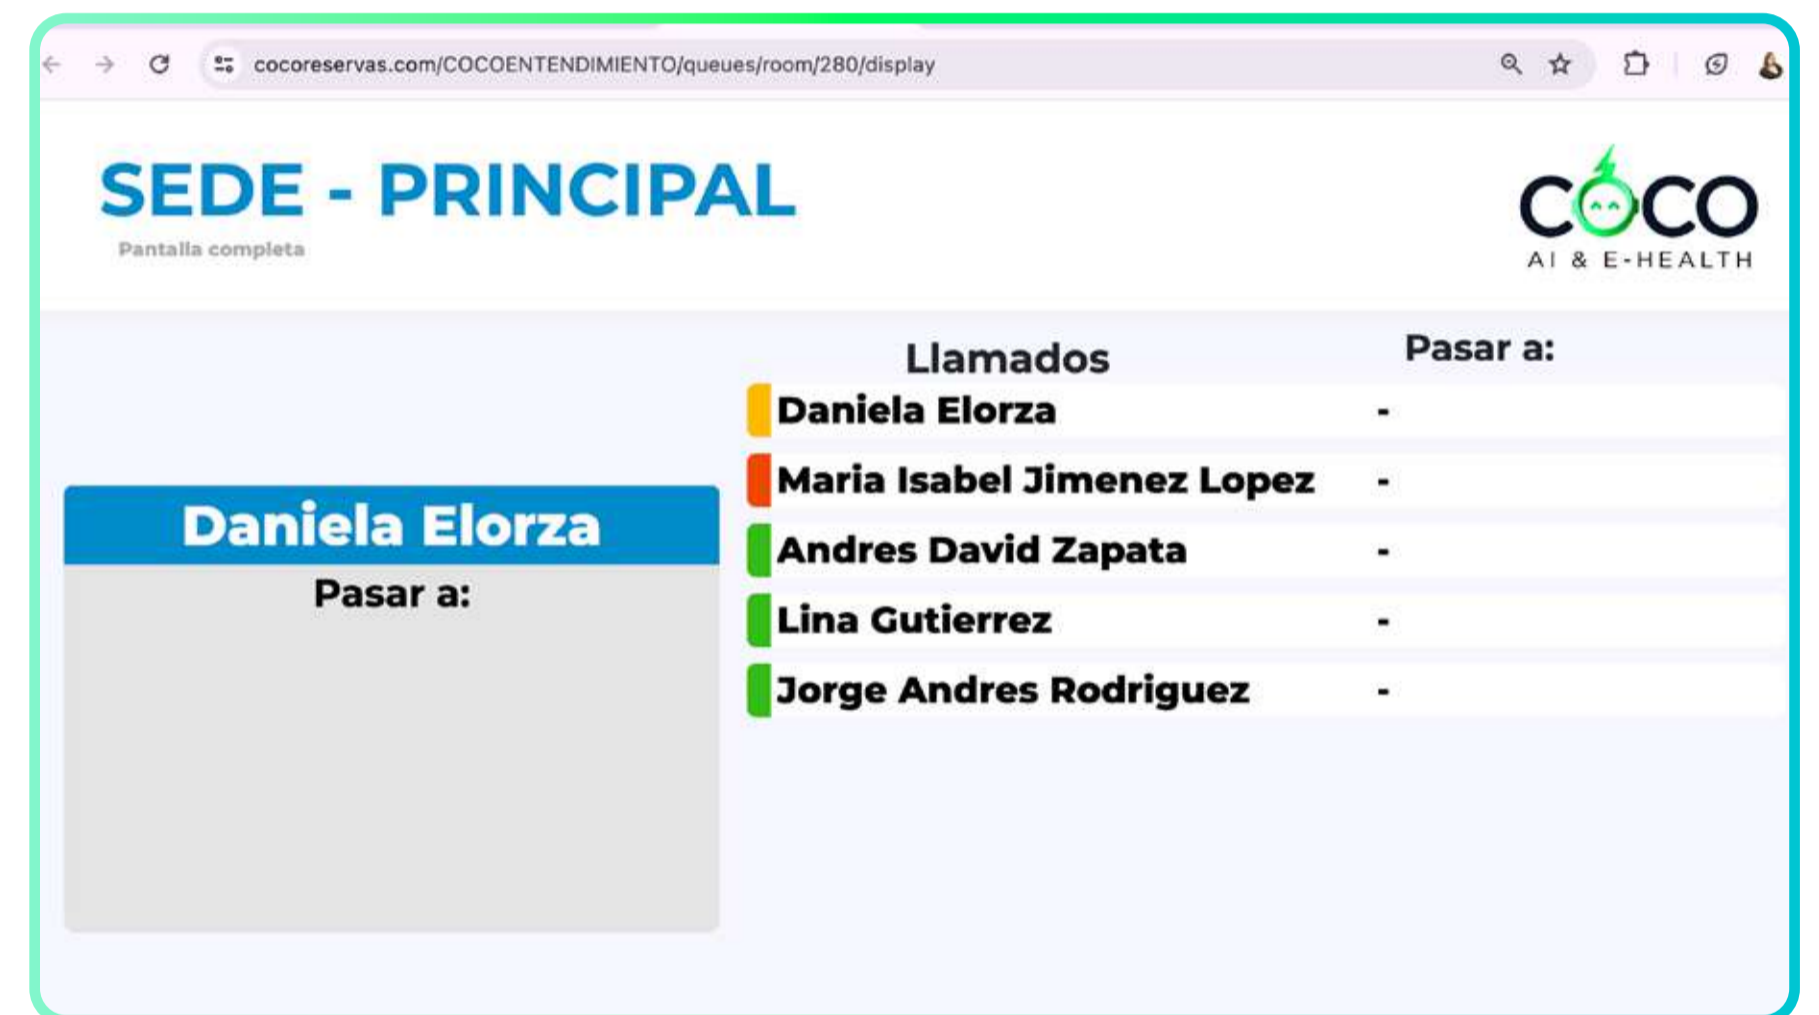 cocoreservas.com/COCOENTENDIMIENTO/queues/room/280/display
SEDE - PRINCIPAL
Pantalla completa
COCO
AI & E-HEALTH
Daniela Elorza
Pasar a:
Llamados Pasar a:
Daniela Elorza -
Maria Isabel Jimenez Lopez -
Andres David Zapata -
Lina Gutierrez -
Jorge Andres Rodriguez -